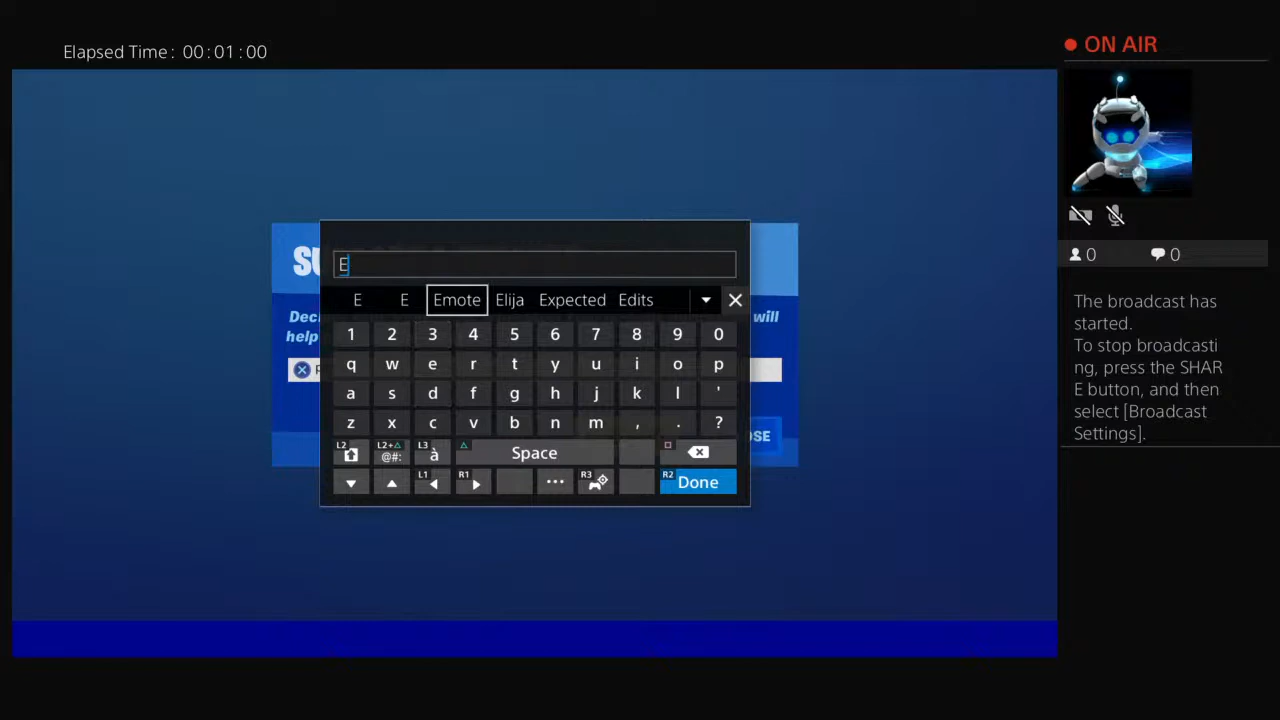 Elapsed Time: 00:01:00
ON AIR
0 0
The broadcast has
started.
To stop broadcasti
ng, press the SHAR
E button, and then
select [Broadcast
Settings].
SU
will
help
E
E E Emote Elija Expected Edits
1 2 3 4 5 6 7 8 9 0
q w e r t y u i o p
a s d f g h j k l '
z x c v b n m , . ?
L2 L2+△ @#: L3 à △ Space
L1 R1 ... R3 R2 Done